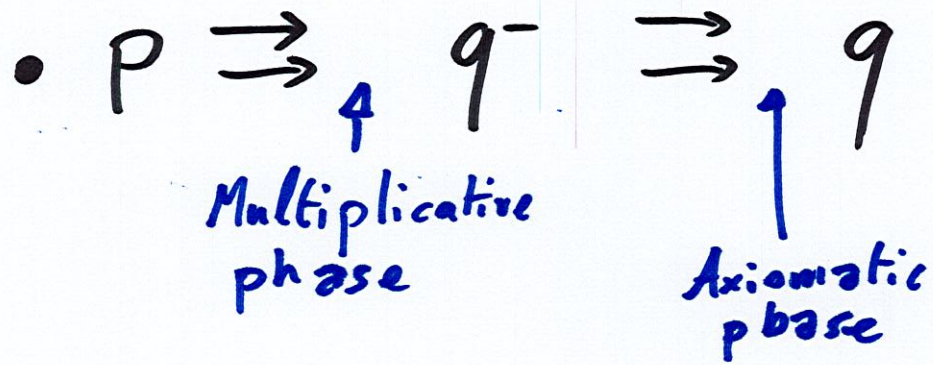 • p ⇉ q⁻ ⇉ q
Multiplicative
phase
Axiomatic
phase